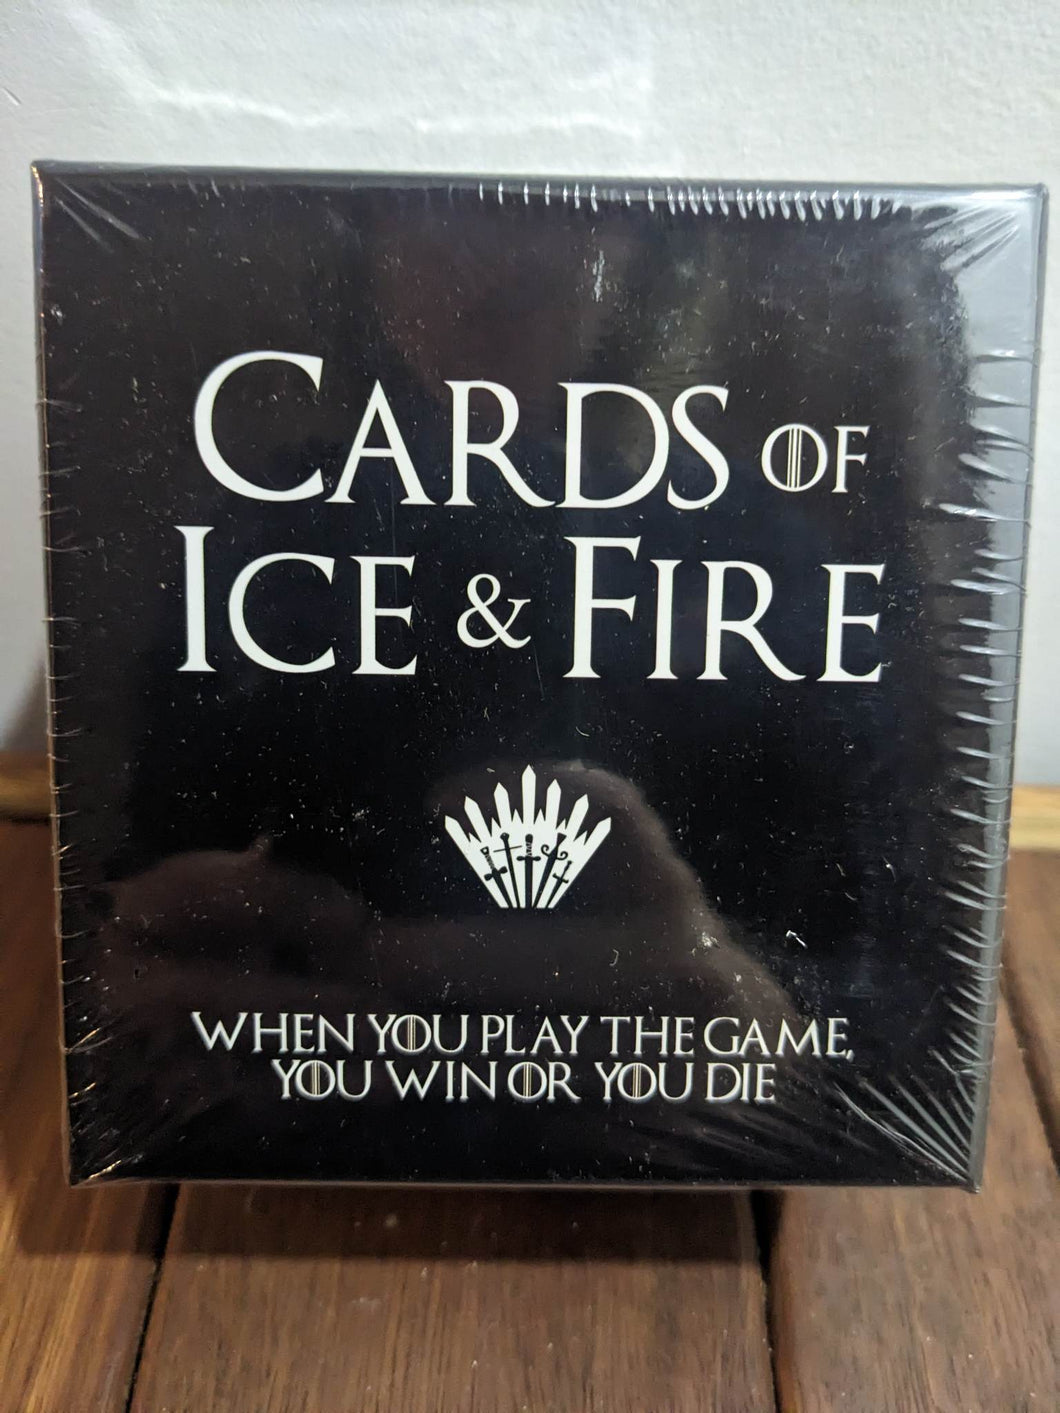 CARDS OF
ICE & FIRE
WHEN YOU PLAY THE GAME,
YOU WIN OR YOU DIE